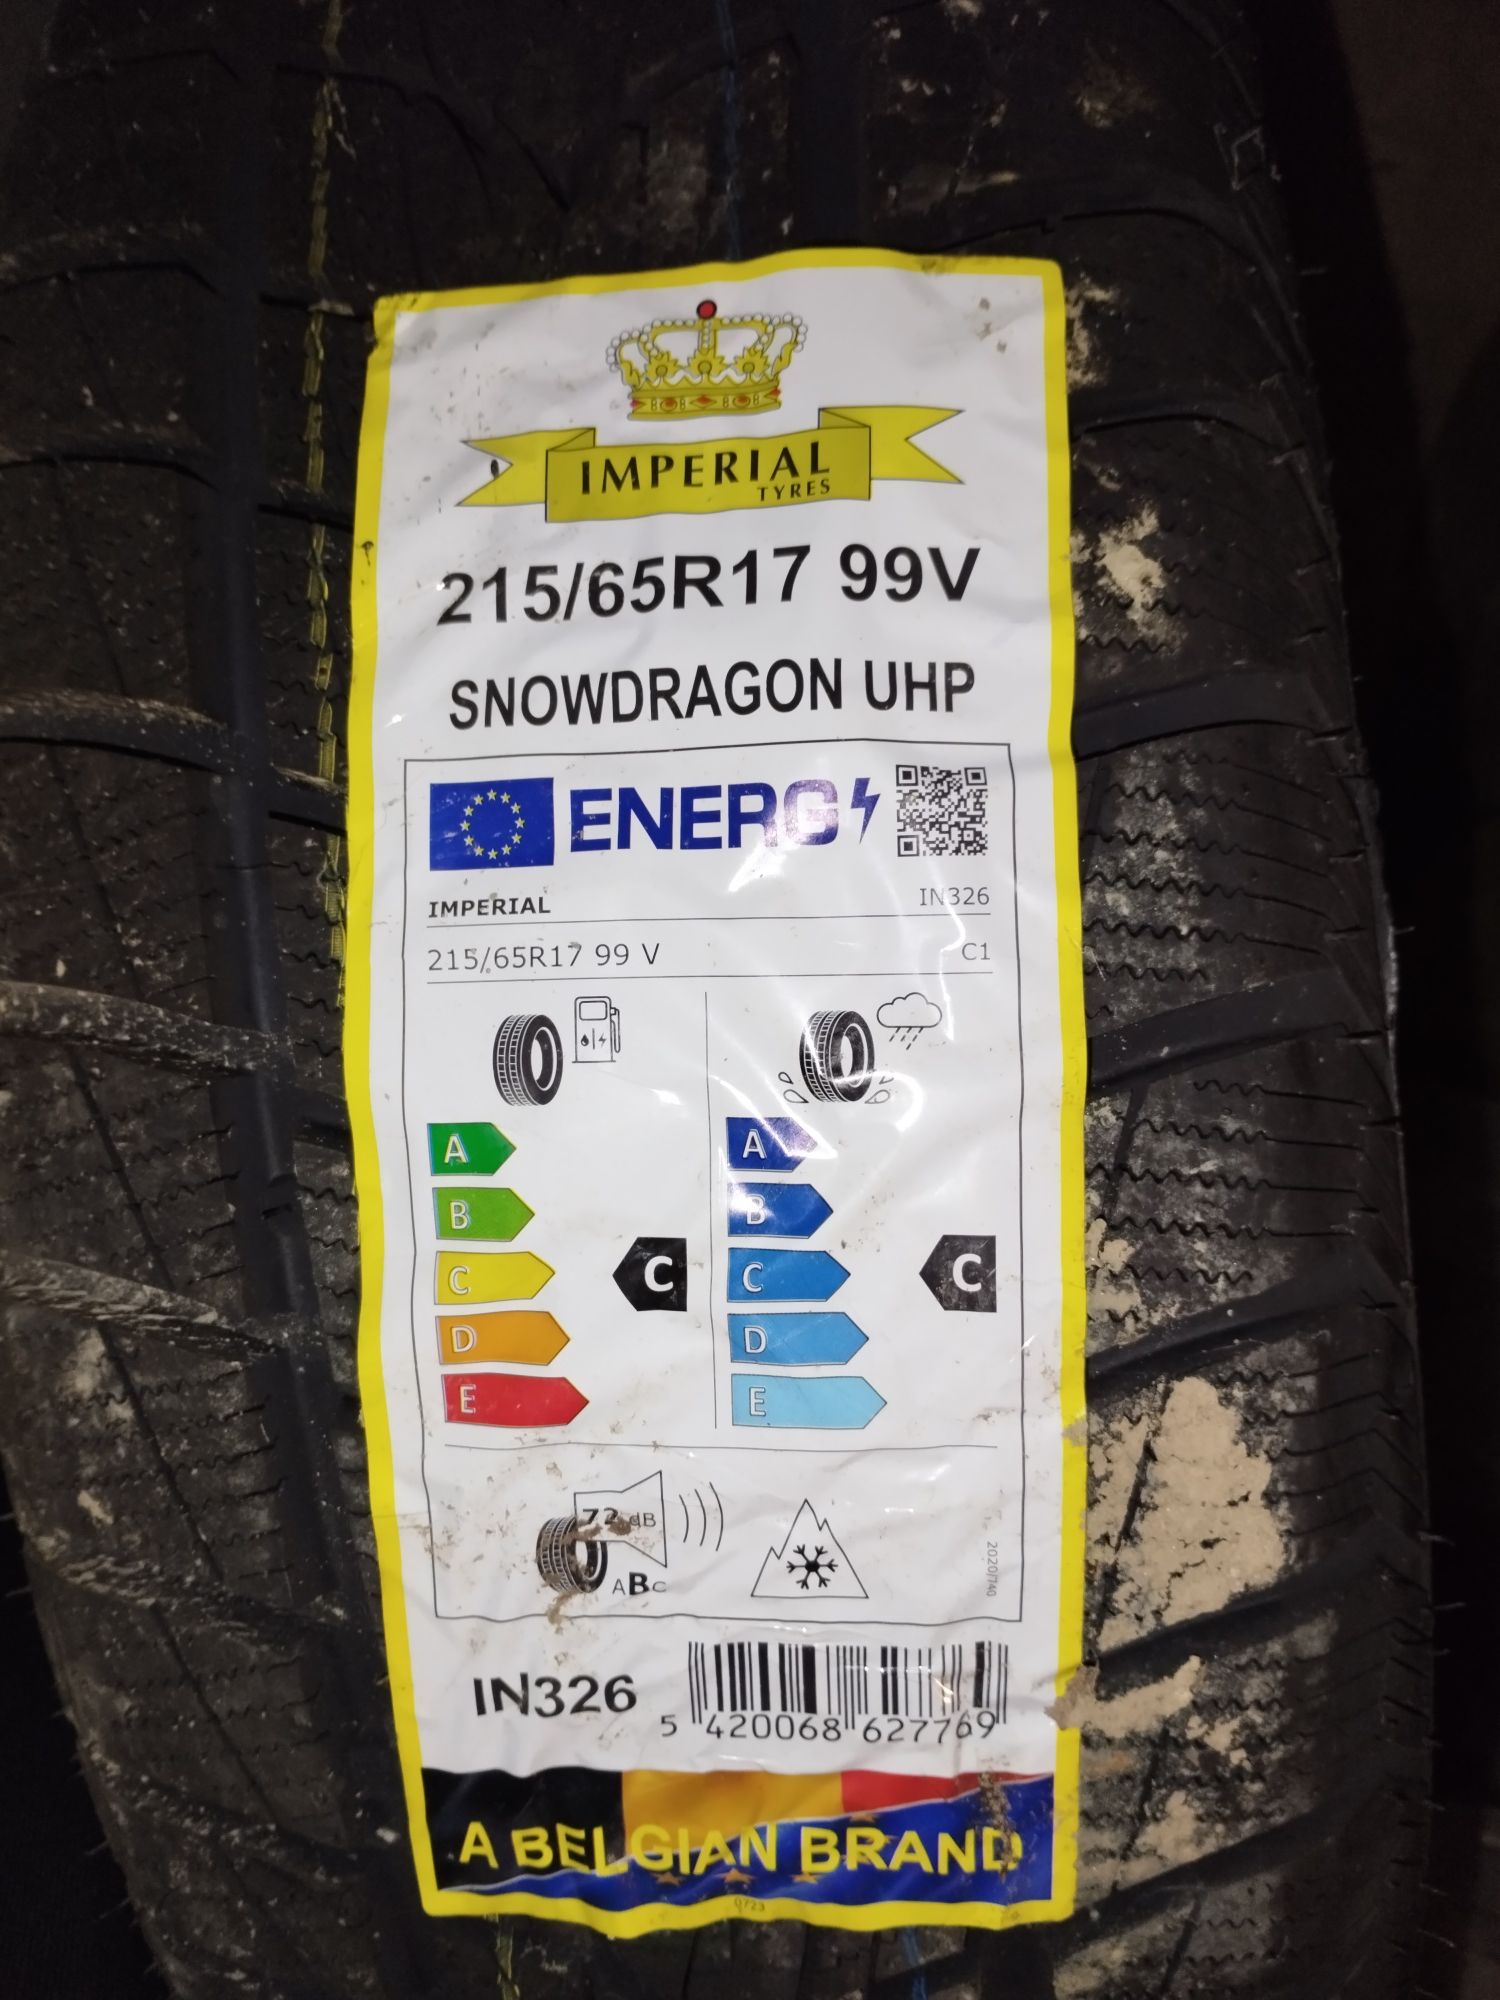 IMPERIAL
TYRES
215/65R17 99V
SNOWDRAGON UHP
ENERG
IMPERIAL IN326
215/65R17 99 V C1
A A
B B
C C C C
D D
E E
72 dB
ABC
2020/740
IN326
5 420068 627769
A BELGIAN BRAND
0723